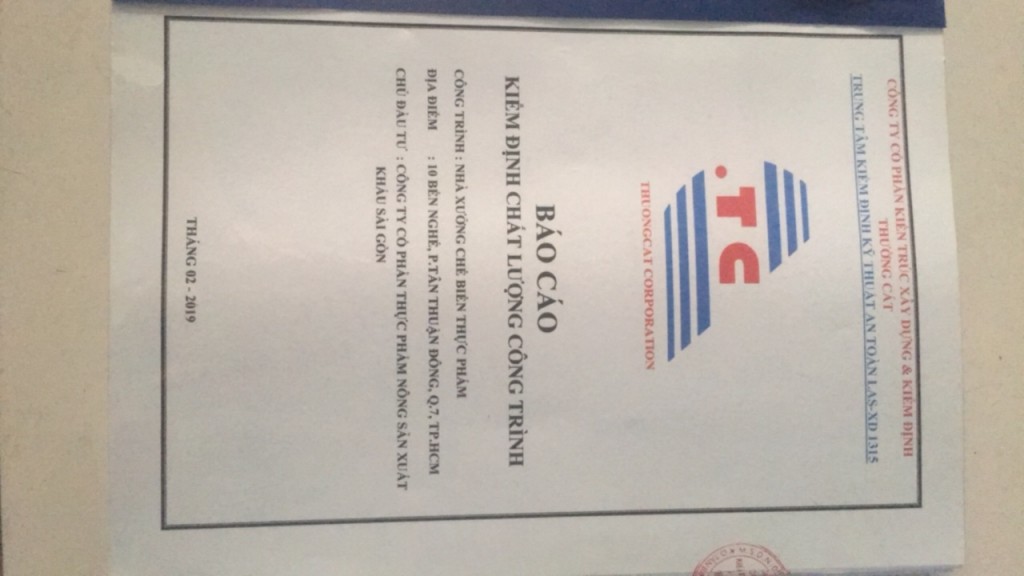 CÔNG TY CỔ PHẦN KIẾN TRÚC XÂY DỰNG & KIỂM ĐỊNH
THƯỜNG CÁT
TRUNG TÂM KIỂM ĐỊNH KỸ THUẬT AN TOÀN LAS-XD 1315
.TC
THUONGCAT CORPORATION
BÁO CÁO
KIỂM ĐỊNH CHẤT LƯỢNG CÔNG TRÌNH
CÔNG TRÌNH : NHÀ XƯỞNG CHẾ BIẾN THỰC PHẨM
ĐỊA ĐIỂM : 10 BẾN NGHÉ, P.TÂN THUẬN ĐÔNG, Q.7, TP.HCM
CHỦ ĐẦU TƯ : CÔNG TY CỔ PHẦN THỰC PHẨM NÔNG SẢN XUẤT
KHẨU SÀI GÒN
THÁNG 02 - 2019